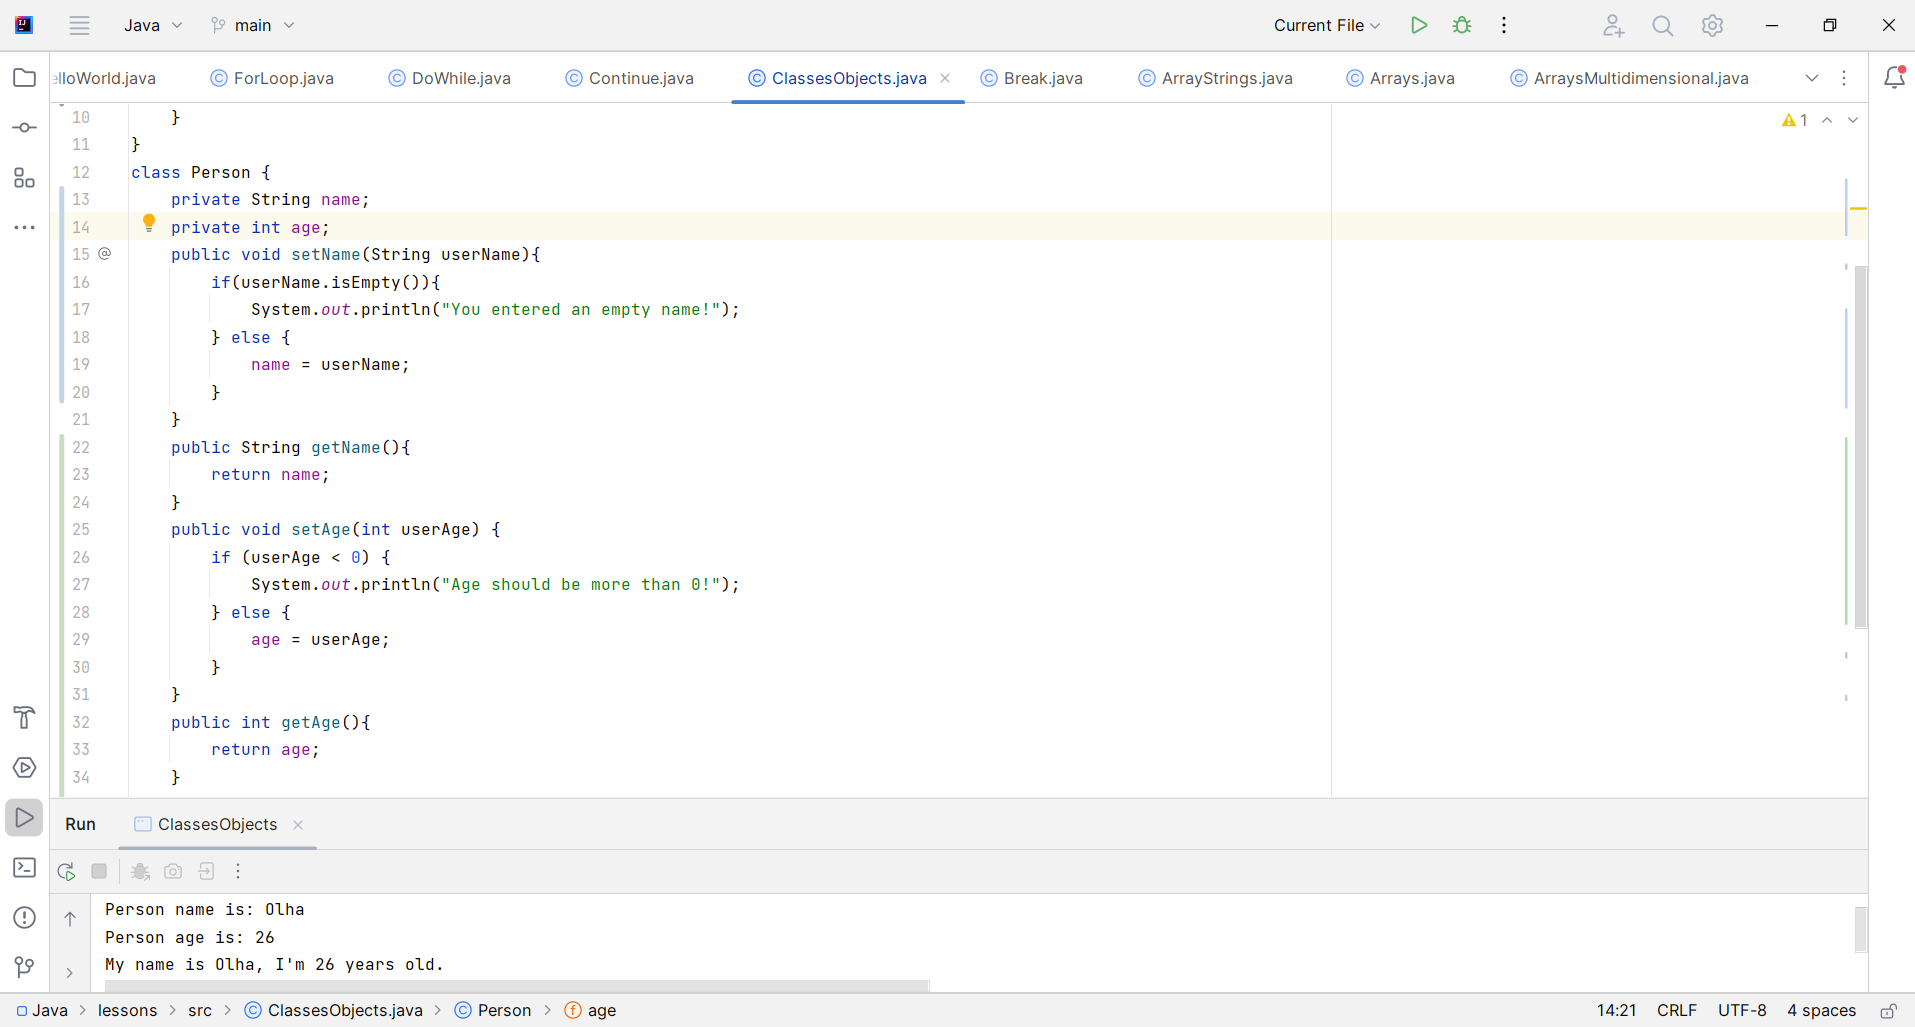 Java main Current File
elloWorld.java ForLoop.java DoWhile.java Continue.java ClassesObjects.java Break.java ArrayStrings.java Arrays.java ArraysMultidimensional.java
1
10 }
11 }
12 class Person {
13 private String name;
14 private int age;
15 @ public void setName(String userName){
16 if(userName.isEmpty()){
17 System.out.println("You entered an empty name!");
18 } else {
19 name = userName;
20 }
21 }
22 public String getName(){
23 return name;
24 }
25 public void setAge(int userAge) {
26 if (userAge < 0) {
27 System.out.println("Age should be more than 0!");
28 } else {
29 age = userAge;
30 }
31 }
32 public int getAge(){
33 return age;
34 }
Run ClassesObjects
Person name is: Olha
Person age is: 26
My name is Olha, I'm 26 years old.
Java > lessons > src > ClassesObjects.java > Person > age 14:21 CRLF UTF-8 4 spaces